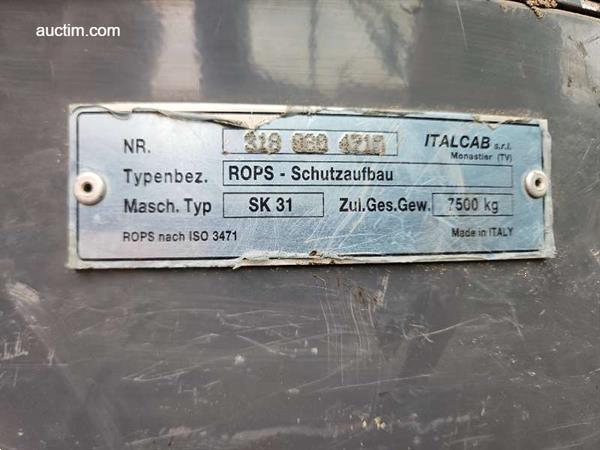 auctim.com
NR.
ITALCAB s.r.l.
Monastier (TV)
Typenbez. ROPS - Schutzaufbau
Masch. Typ SK 31 Zul.Ges.Gew. 7500 kg
ROPS nach ISO 3471 Made in ITALY